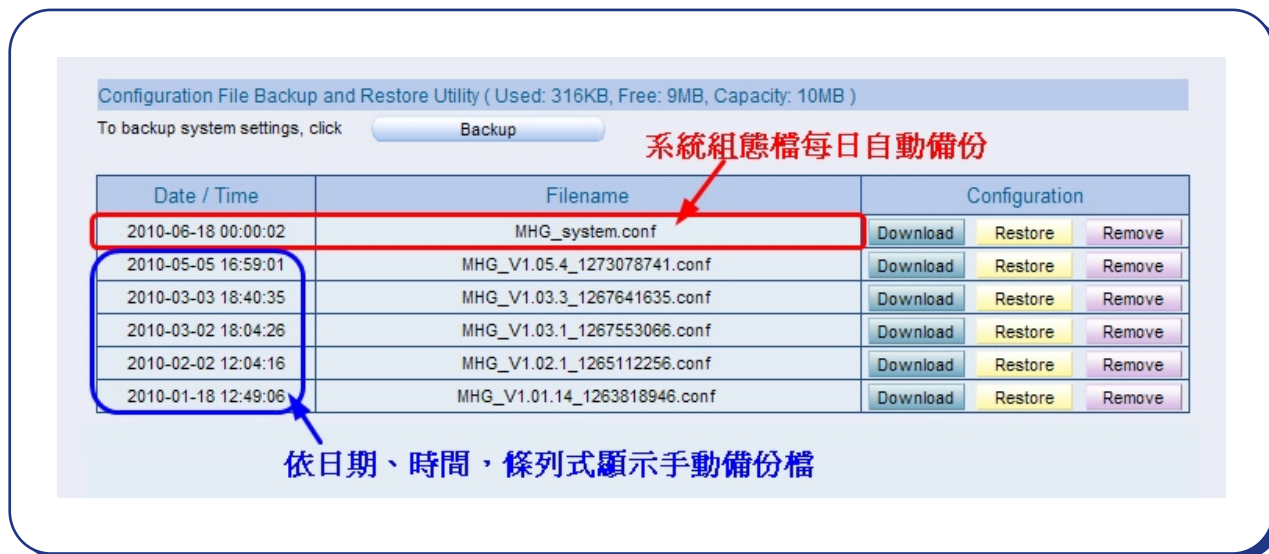 Configuration File Backup and Restore Utility ( Used: 316KB, Free: 9MB, Capacity: 10MB )
To backup system settings, click Backup
系統組態檔每日自動備份
Date / Time Filename Configuration
2010-06-18 00:00:02 MHG_system.conf Download Restore Remove
2010-05-05 16:59:01 MHG_V1.05.4_1273078741.conf Download Restore Remove
2010-03-03 18:40:35 MHG_V1.03.3_1267641635.conf Download Restore Remove
2010-03-02 18:04:26 MHG_V1.03.1_1267553066.conf Download Restore Remove
2010-02-02 12:04:16 MHG_V1.02.1_1265112256.conf Download Restore Remove
2010-01-18 12:49:06 MHG_V1.01.14_1263818946.conf Download Restore Remove
依日期、時間，條列式顯示手動備份檔